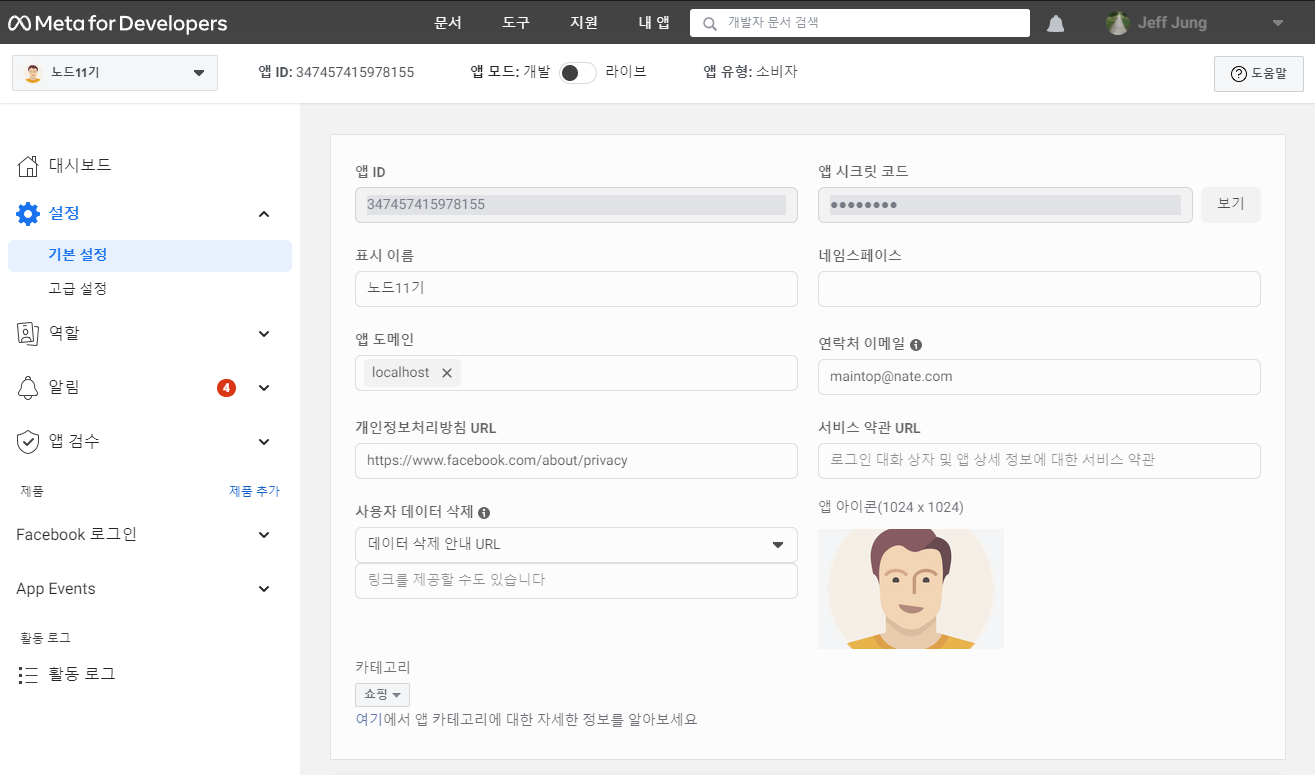 Meta for Developers 문서 도구 지원 내 앱 개발자 문서 검색 Jeff Jung
노드11기 앱 ID: 347457415978155 앱 모드: 개발 라이브 앱 유형: 소비자 도움말
대시보드
설정
기본 설정
고급 설정
역할
알림 4
앱 검수
제품 제품 추가
Facebook 로그인
App Events
활동 로그
활동 로그
앱 ID 앱 시크릿 코드
347457415978155 ●●●●●●●● 보기
표시 이름 네임스페이스
노드11기
앱 도메인 연락처 이메일
localhost maintop@nate.com
개인정보처리방침 URL 서비스 약관 URL
https://www.facebook.com/about/privacy 로그인 대화 상자 및 앱 상세 정보에 대한 서비스 약관
사용자 데이터 삭제 앱 아이콘(1024 x 1024)
데이터 삭제 안내 URL
링크를 제공할 수도 있습니다
카테고리
쇼핑
여기에서 앱 카테고리에 대한 자세한 정보를 알아보세요